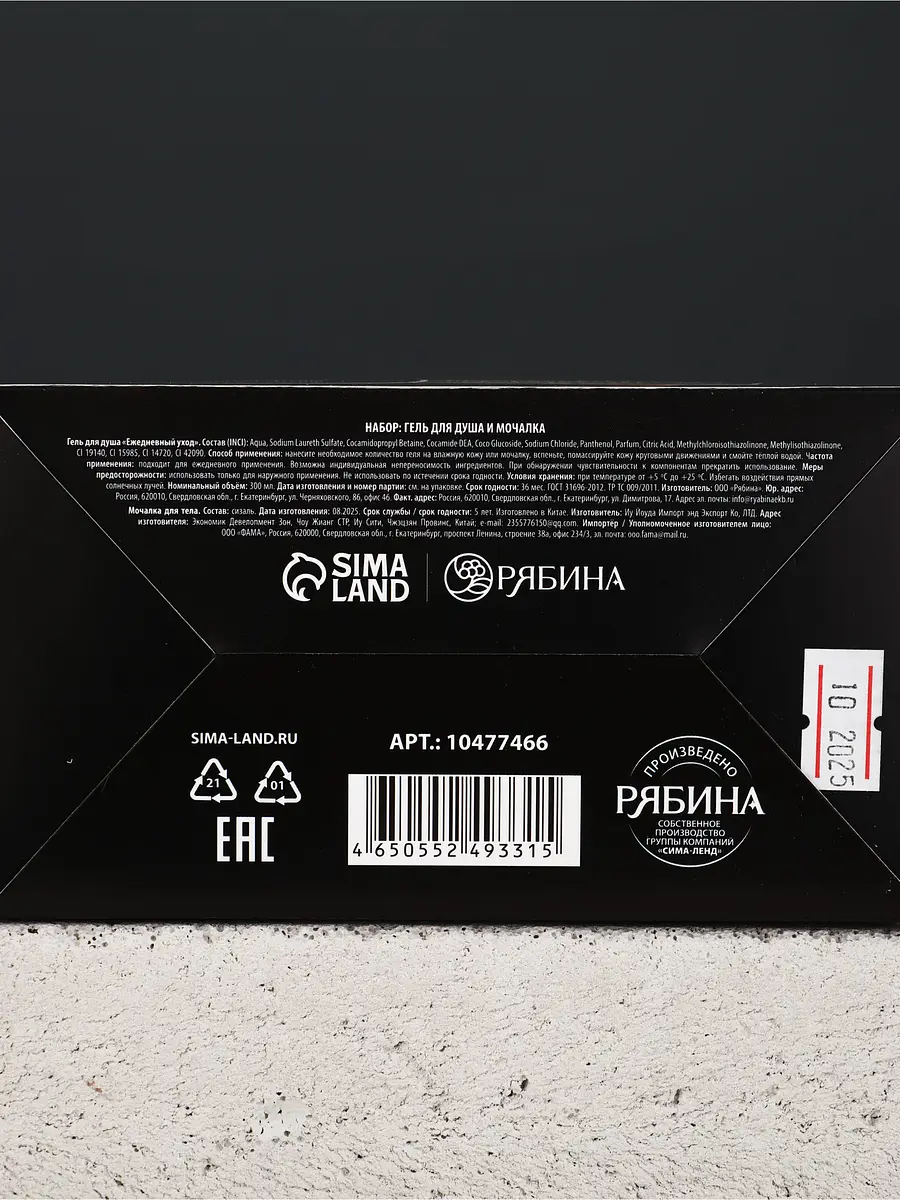 НАБОР: ГЕЛЬ ДЛЯ ДУША И МОЧАЛКА
Гель для душа «Ежедневный уход». Состав (INCI): Aqua, Sodium Laureth Sulfate, Cocamidopropyl Betaine, Cocamide DEA, Coco Glucoside, Sodium Chloride, Panthenol, Parfum, Citric Acid, Methylchloroisothiazolinone, Methylisothiazolinone,
CI 19140, CI 15985, CI 14720, CI 42090. Способ применения: нанесите необходимое количество геля на влажную кожу или мочалку, вспеньте, помассируйте кожу круговыми движениями и смойте тёплой водой. Частота
применения: подходит для ежедневного применения. Возможна индивидуальная непереносимость ингредиентов. При обнаружении чувствительности к компонентам прекратить использование. Меры
предосторожности: использовать только для наружного применения. Не использовать по истечении срока годности. Условия хранения: при температуре от +5 °C до +25 °C. Избегать воздействия прямых
солнечных лучей. Номинальный объем: 300 мл. Дата изготовления и номер партии: см. на упаковке. Срок годности: 36 мес. ГОСТ 31696-2012. ТР ТС 009/2011. Изготовитель: ООО «Рябина». Юр. адрес:
Россия, 620010, Свердловская обл., г. Екатеринбург, ул. Черняховского, 86, офис 46. Факт. адрес: Россия, 620010, Свердловская обл., г. Екатеринбург, ул. Димитрова, 17. Адрес эл. почты: info@ryabinaekb.ru
Мочалка для тела. Состав: сизаль. Дата изготовления: 08.2025. Срок службы / срок годности: 5 лет. Изготовлено в Китае. Изготовитель: Иу Иоуда Импорт энд Экспорт Ко, ЛТД. Адрес
изготовителя: Экономик Девелопмент Зон, Чоу Жианг СТР, Иу Сити, Чжэцзян Провинс, Китай; e-mail: 2355776150@qq.com. Импортёр / Уполномоченное изготовителем лицо:
ООО «ФАМА», Россия, 620000, Свердловская обл., г. Екатеринбург, проспект Ленина, строение 38а, офис 234/3, эл. почта: ooo.fama@mail.ru.
SIMA LAND
РЯБИНА
10 2025
SIMA-LAND.RU
21
01
EAC
АРТ.: 10477466
4 650552 493315
ПРОИЗВЕДЕНО
РЯБИНА
СОБСТВЕННОЕ
ПРОИЗВОДСТВО
ГРУППЫ КОМПАНИЙ
«СИМА-ЛЕНД»